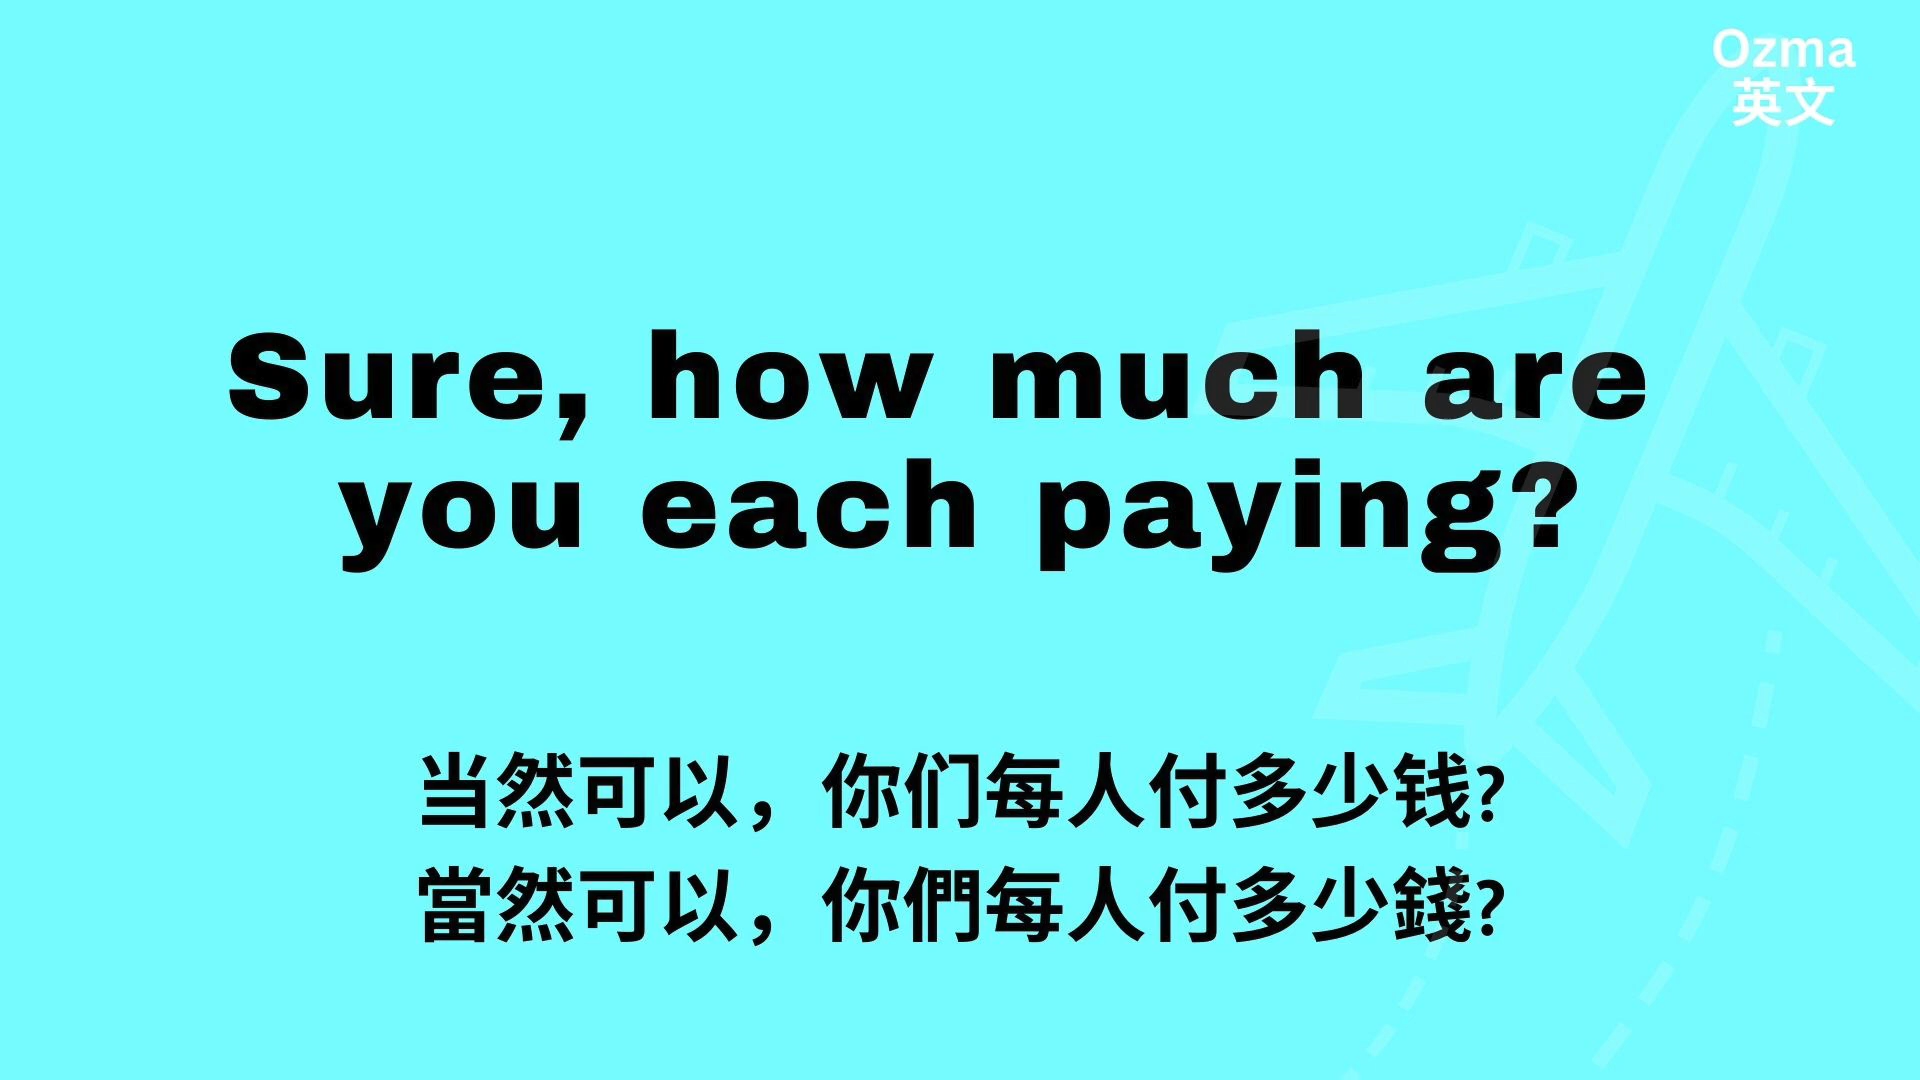 Ozma
英文
Sure, how much are
you each paying?
当然可以，你们每人付多少钱?
當然可以，你們每人付多少錢?